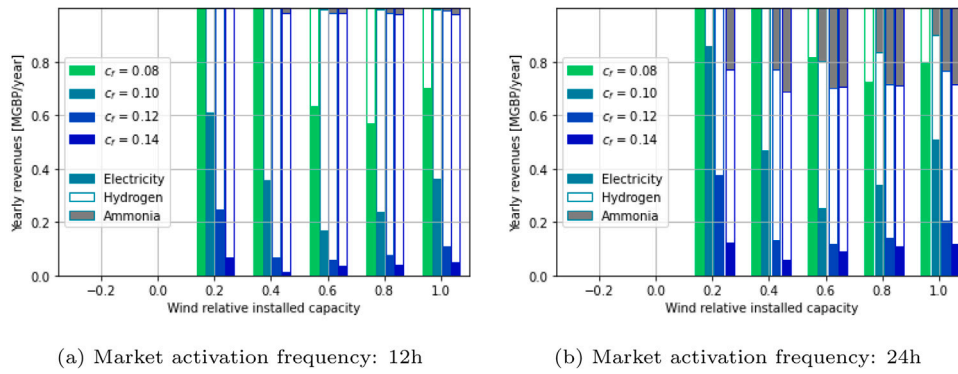 Yearly revenues [MGBP/year]
0.8
0.6
0.4
0.2
0.0
c_f = 0.08
c_f = 0.10
c_f = 0.12
c_f = 0.14
Electricity
Hydrogen
Ammonia
−0.2 0.0 0.2 0.4 0.6 0.8 1.0
Wind relative installed capacity
(a) Market activation frequency: 12h
Yearly revenues [MGBP/year]
0.8
0.6
0.4
0.2
0.0
c_f = 0.08
c_f = 0.10
c_f = 0.12
c_f = 0.14
Electricity
Hydrogen
Ammonia
−0.2 0.0 0.2 0.4 0.6 0.8 1.0
Wind relative installed capacity
(b) Market activation frequency: 24h